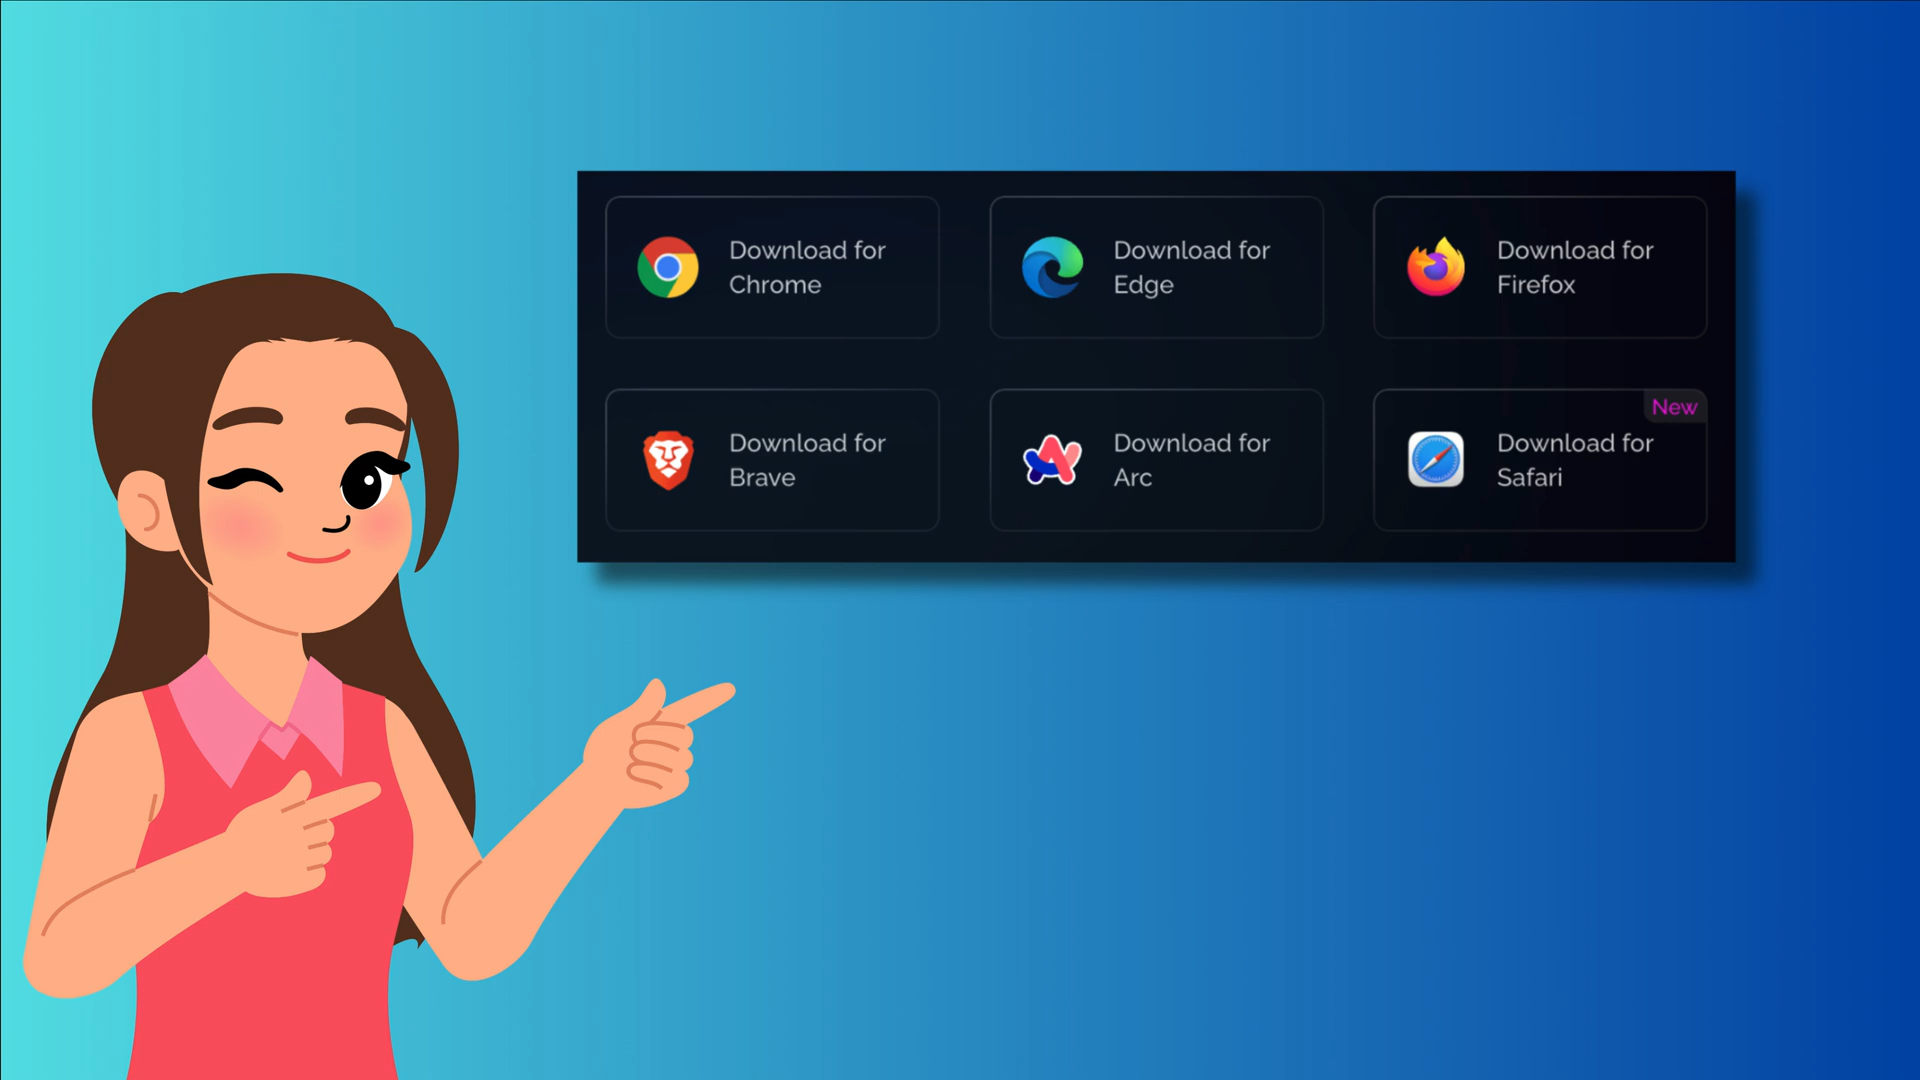 Download for
Chrome
Download for
Edge
Download for
Firefox
Download for
Brave
Download for
Arc
New
Download for
Safari